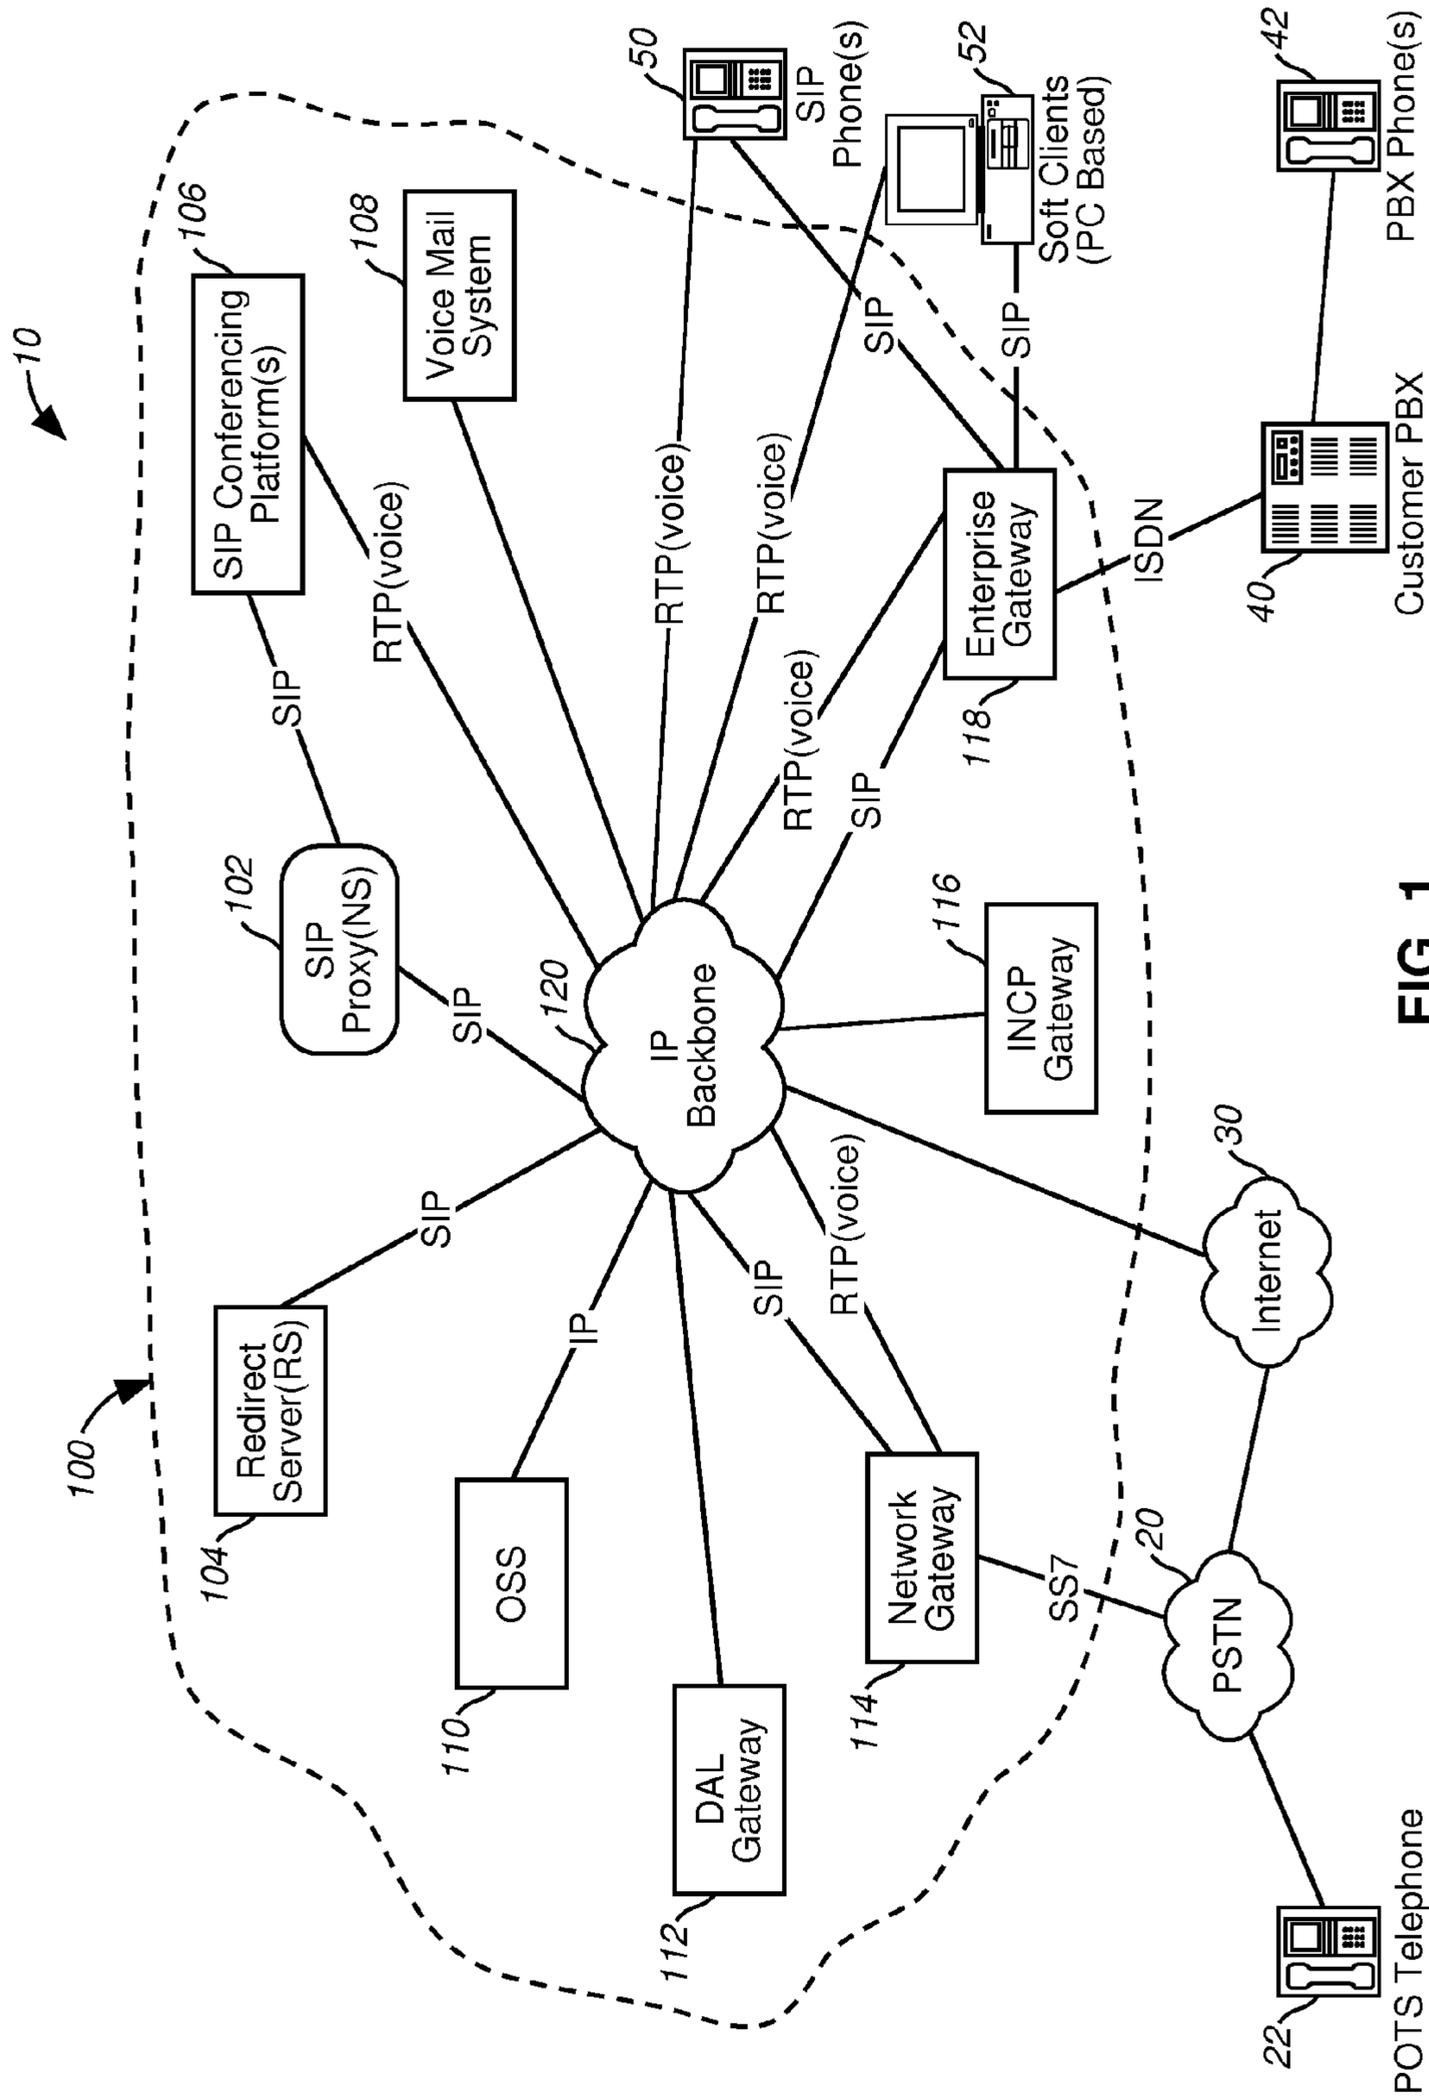 10
100
106
SIP Conferencing
Platform(s)
102
SIP
Proxy(NS)
SIP
104
Redirect
Server(RS)
SIP
SIP
RTP(voice)
108
Voice Mail
System
110
OSS
IP
120
IP
Backbone
RTP(voice)
50
SIP
Phone(s)
112
DAL
Gateway
SIP
RTP(voice)
RTP(voice)
SIP
RTP(voice)
SIP
SIP
52
Soft Clients
(PC Based)
114
Network
Gateway
116
INCP
Gateway
118
Enterprise
Gateway
SS7
ISDN
20
PSTN
30
Internet
22
POTS Telephone
40
Customer PBX
42
PBX Phone(s)
FIG. 1